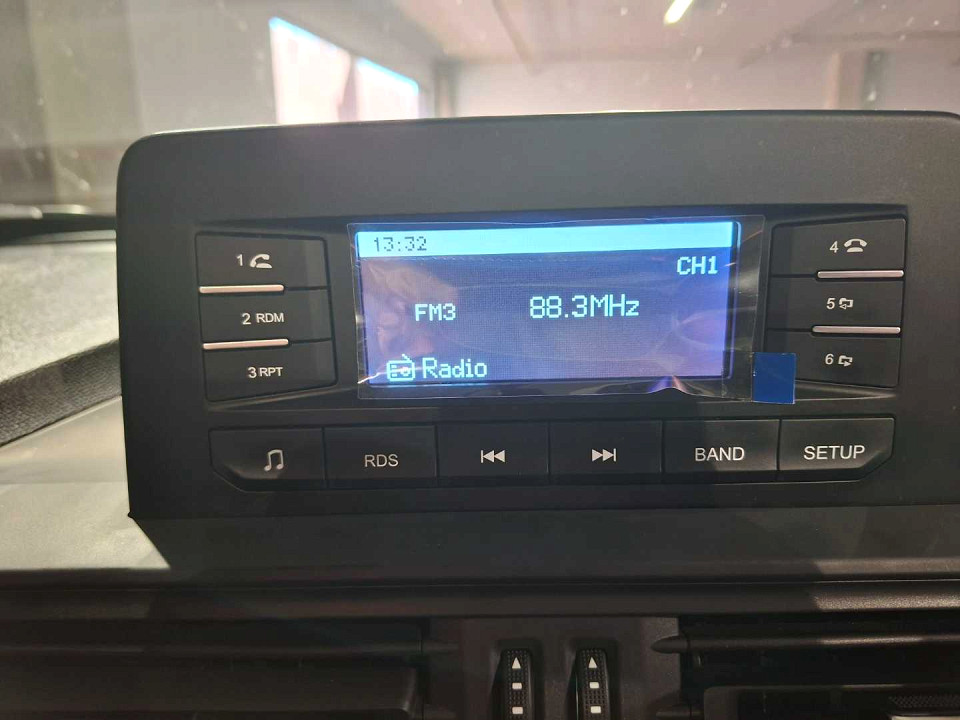 13:32
CH1
FM3 88.3MHz
Radio
1
2 RDM
3 RPT
4
5
6
RDS
BAND
SETUP